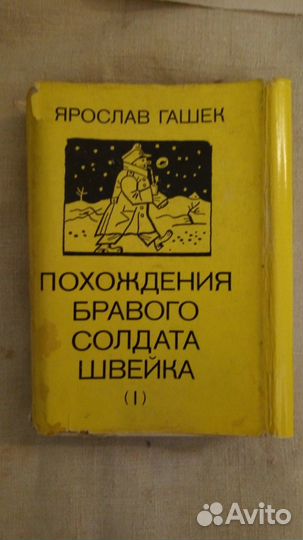 ЯРОСЛАВ ГАШЕК
ПОХОЖДЕНИЯ
БРАВОГО
СОЛДАТА
ШВЕЙКА
(I)
Avito